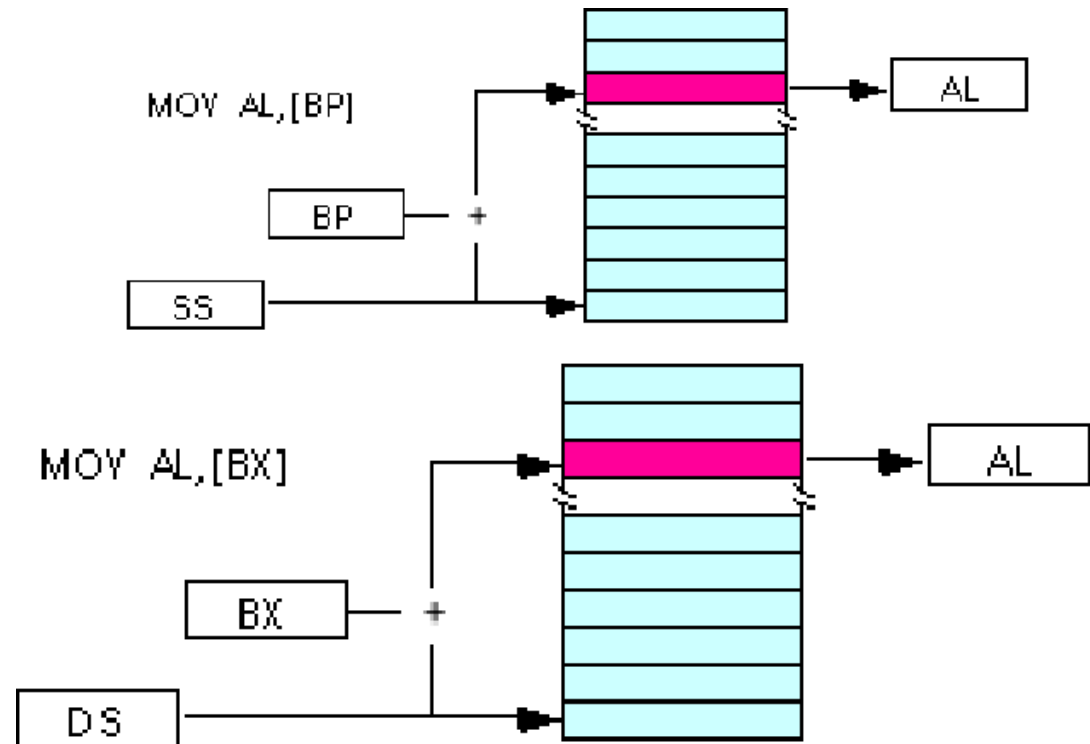 MOV AL,[BP]
AL
BP
+
SS
MOV AL,[BX]
AL
BX
+
DS